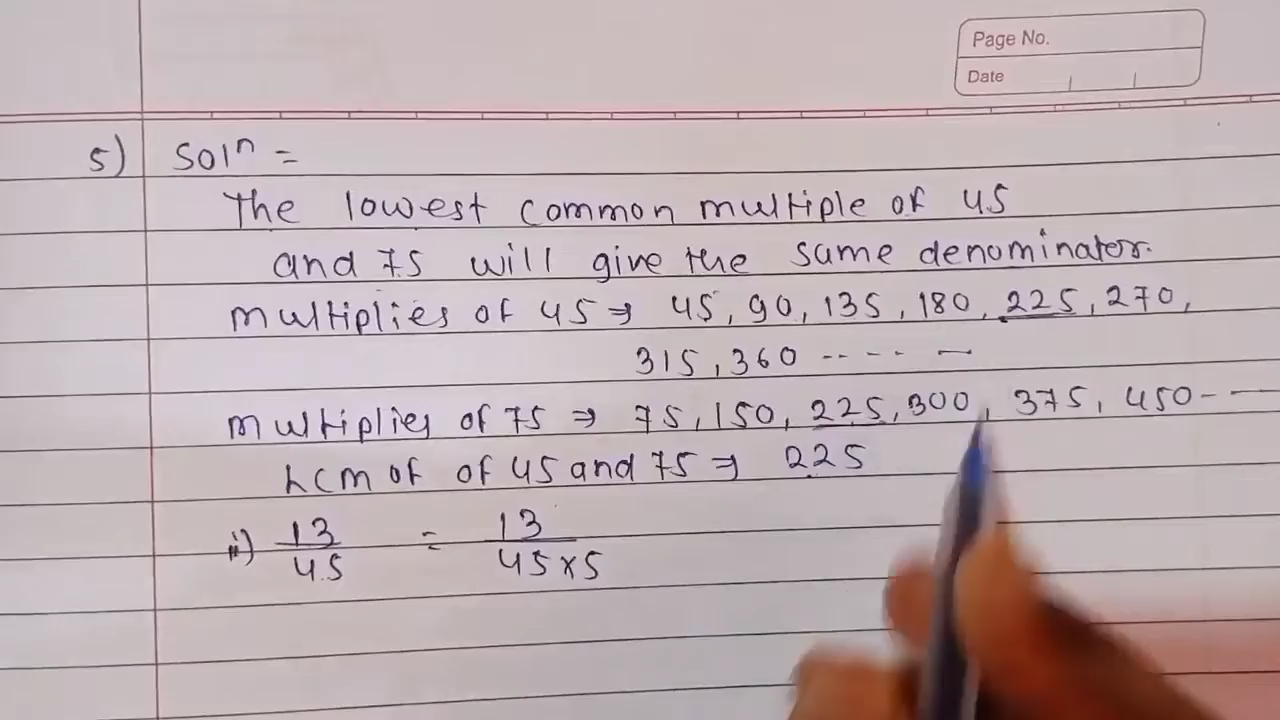 Page No.
Date
5) Solⁿ =
The lowest common multiple of 45
and 75 will give the same denominator.
Multiplies of 45 ⇒ 45, 90, 135, 180, 225, 270,
315, 360 ----- —
Multiplies of 75 ⇒ 75, 150, 225, 300, 375, 450 - - —
LCM of of 45 and 75 ⇒ 225
i) 13/45 = 13/45×5